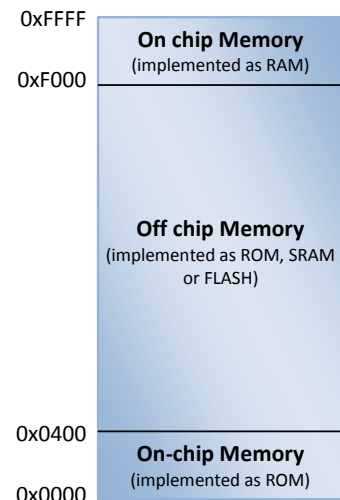 0xFFFF
On chip Memory
(implemented as RAM)
0xF000
Off chip Memory
(implemented as ROM, SRAM
or FLASH)
0x0400
On-chip Memory
(implemented as ROM)
0x0000